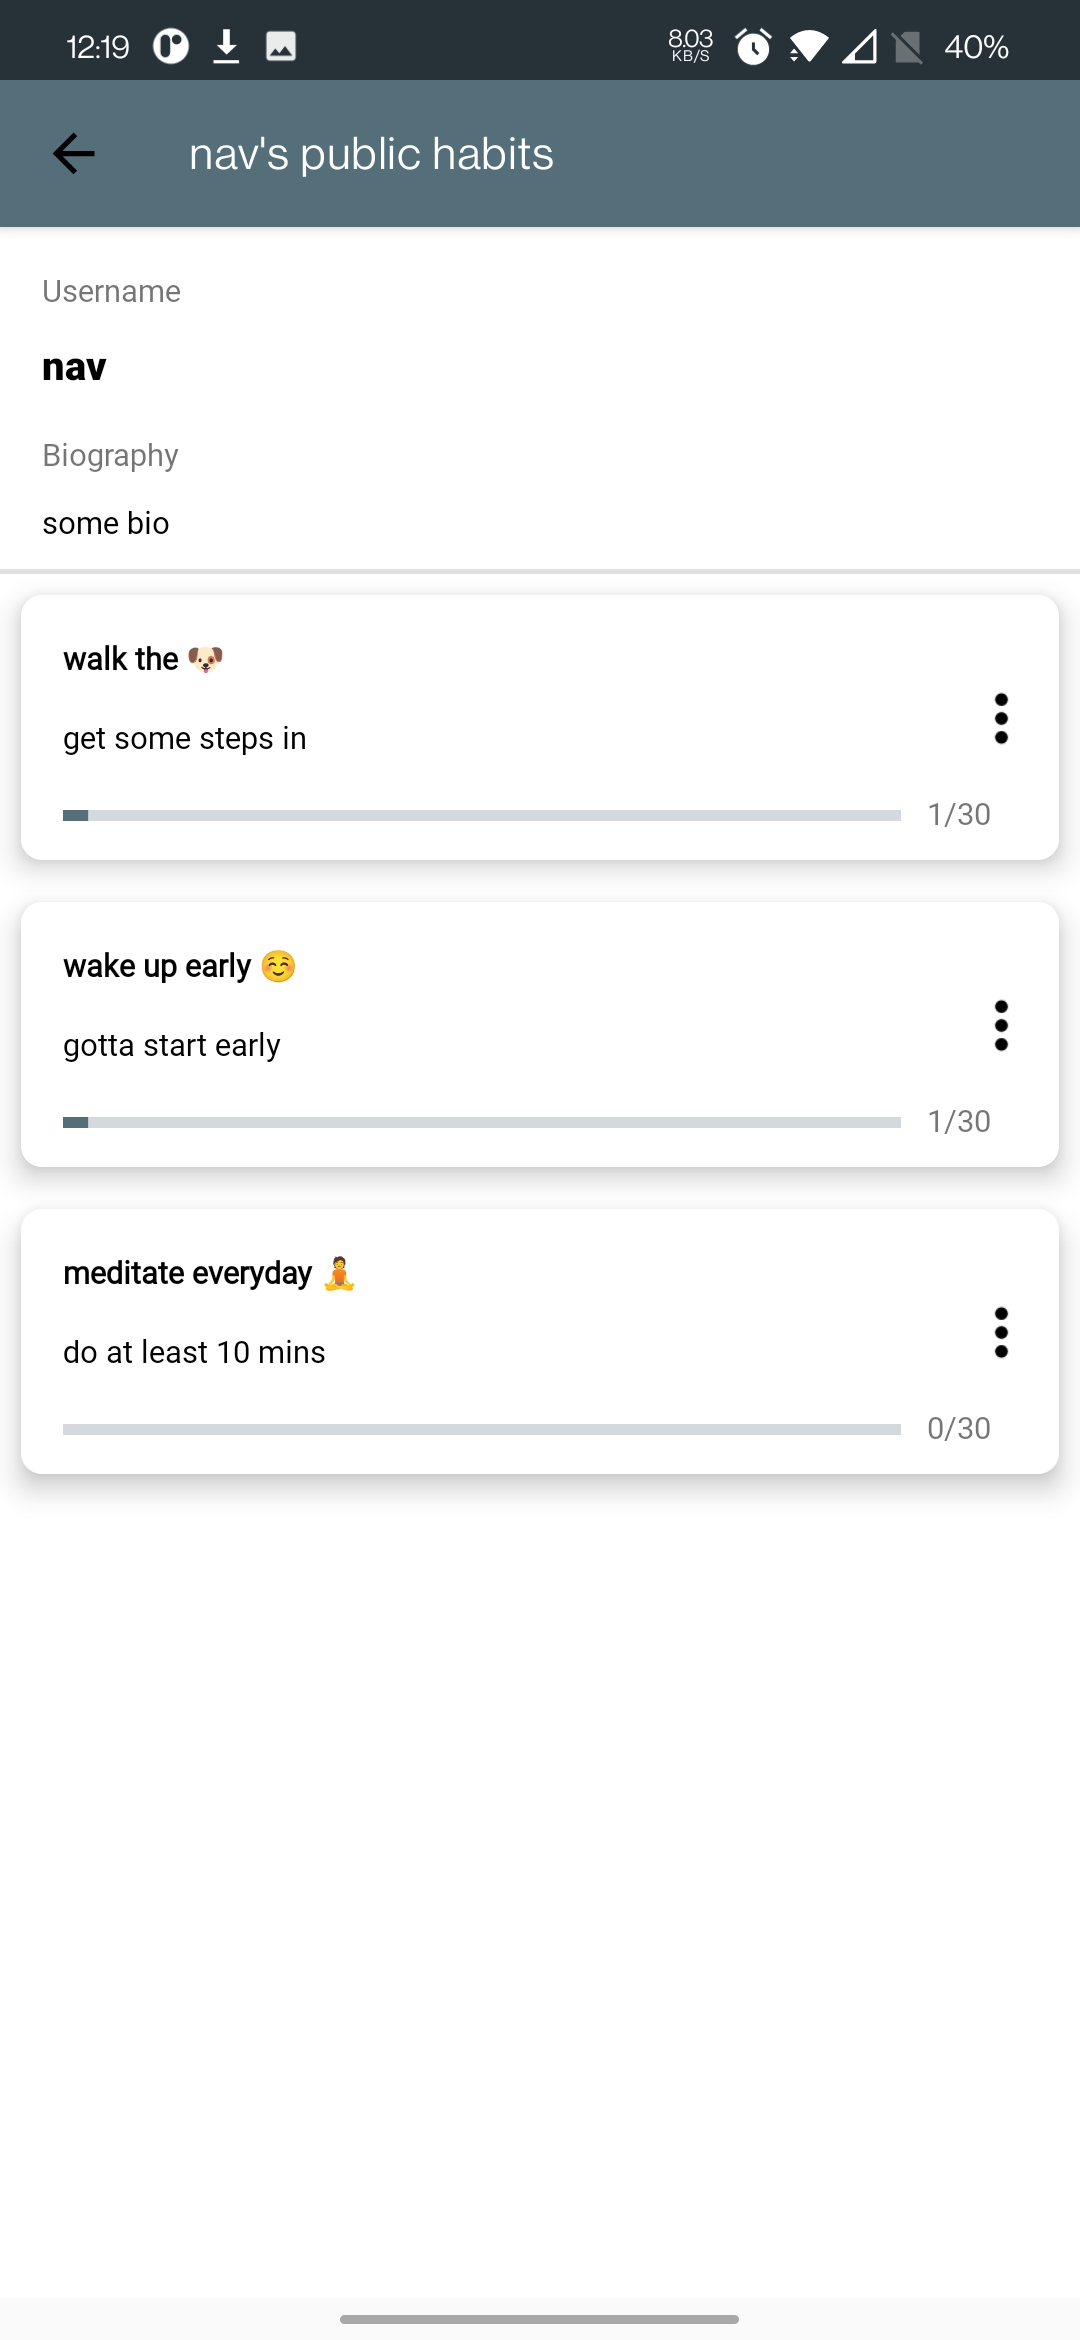 12:19 8.03 KB/S 40%
nav's public habits
Username
nav
Biography
some bio
walk the 🐶
get some steps in
1/30
wake up early ☺️
gotta start early
1/30
meditate everyday 🧘
do at least 10 mins
0/30